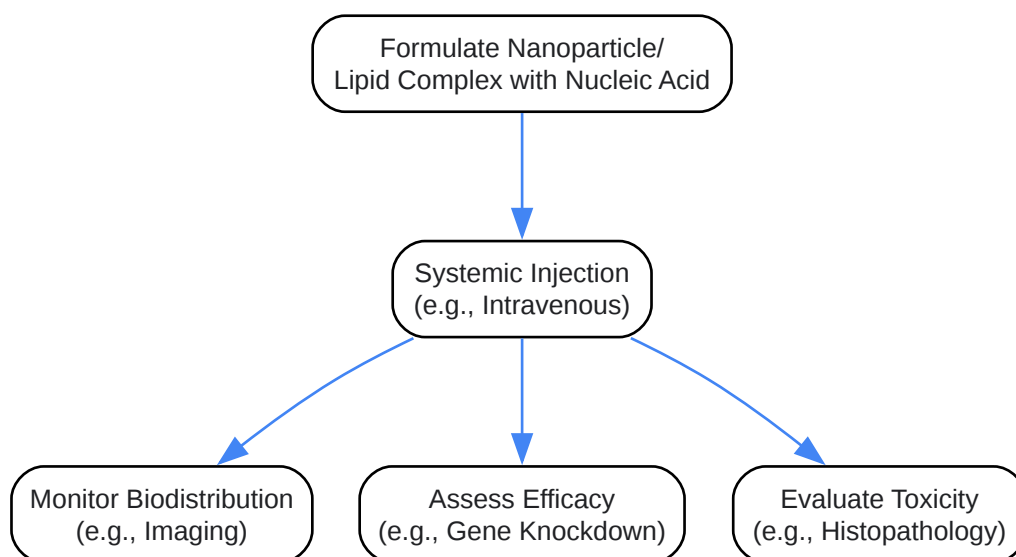 Formulate Nanoparticle/
Lipid Complex with Nucleic Acid
Systemic Injection
(e.g., Intravenous)
Monitor Biodistribution
(e.g., Imaging)
Assess Efficacy
(e.g., Gene Knockdown)
Evaluate Toxicity
(e.g., Histopathology)